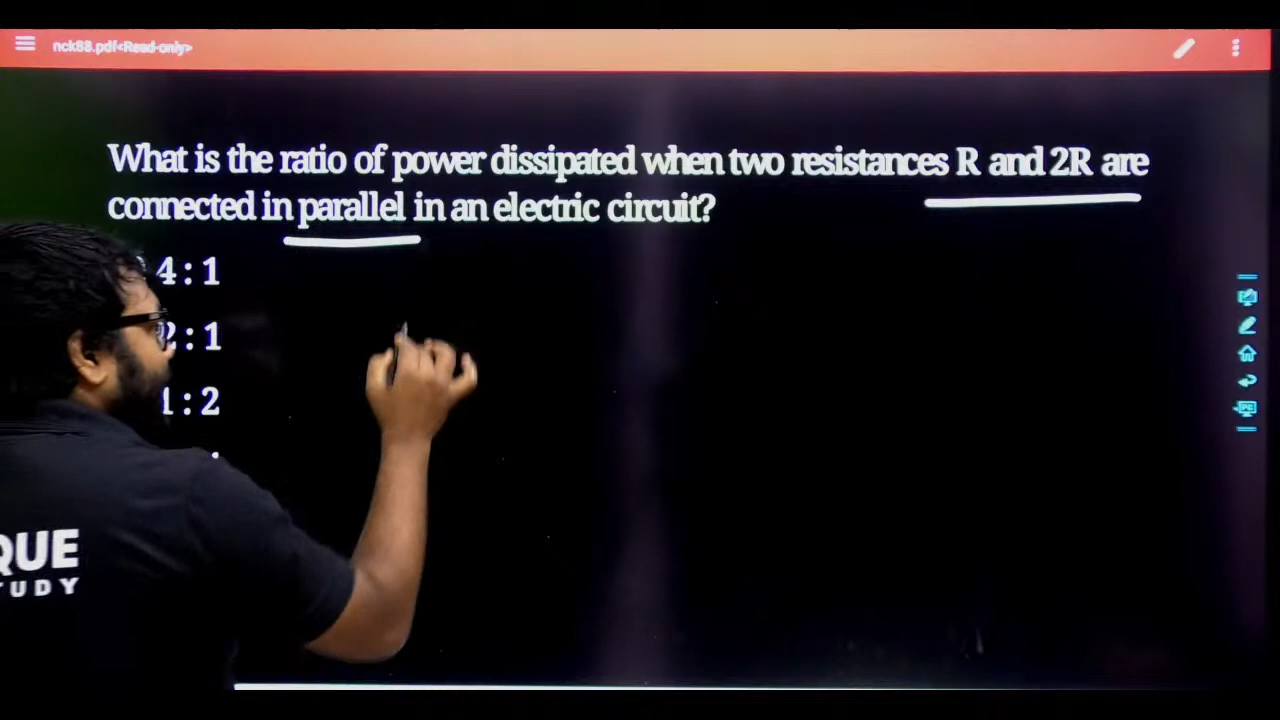 nck88.pdf<Read-only>
What is the ratio of power dissipated when two resistances R and 2R are
connected in parallel in an electric circuit?
4 : 1
2 : 1
1 : 2
QUE
TUDY